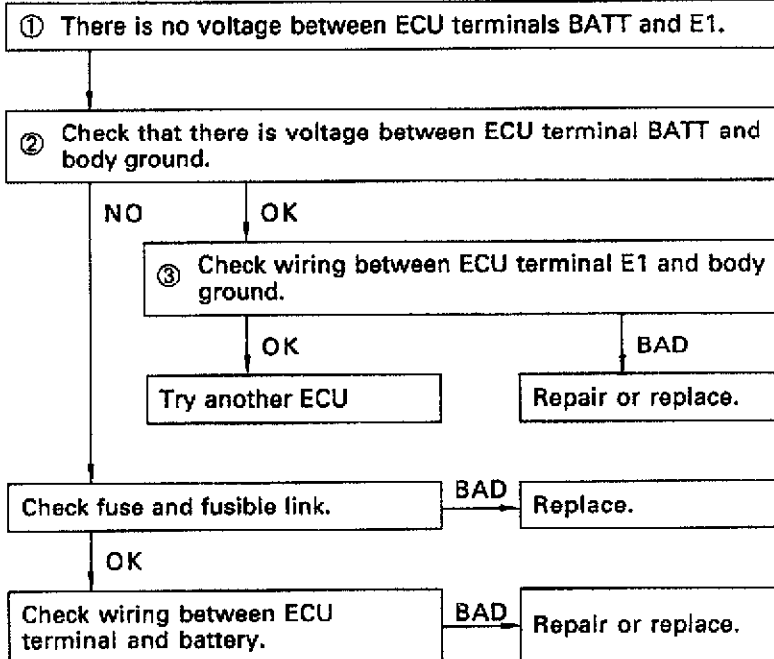 ① There is no voltage between ECU terminals BATT and E1.
② Check that there is voltage between ECU terminal BATT and
body ground.
NO
OK
③ Check wiring between ECU terminal E1 and body
ground.
OK
BAD
Try another ECU
Repair or replace.
Check fuse and fusible link.
BAD
Replace.
OK
Check wiring between ECU
terminal and battery.
BAD
Repair or replace.